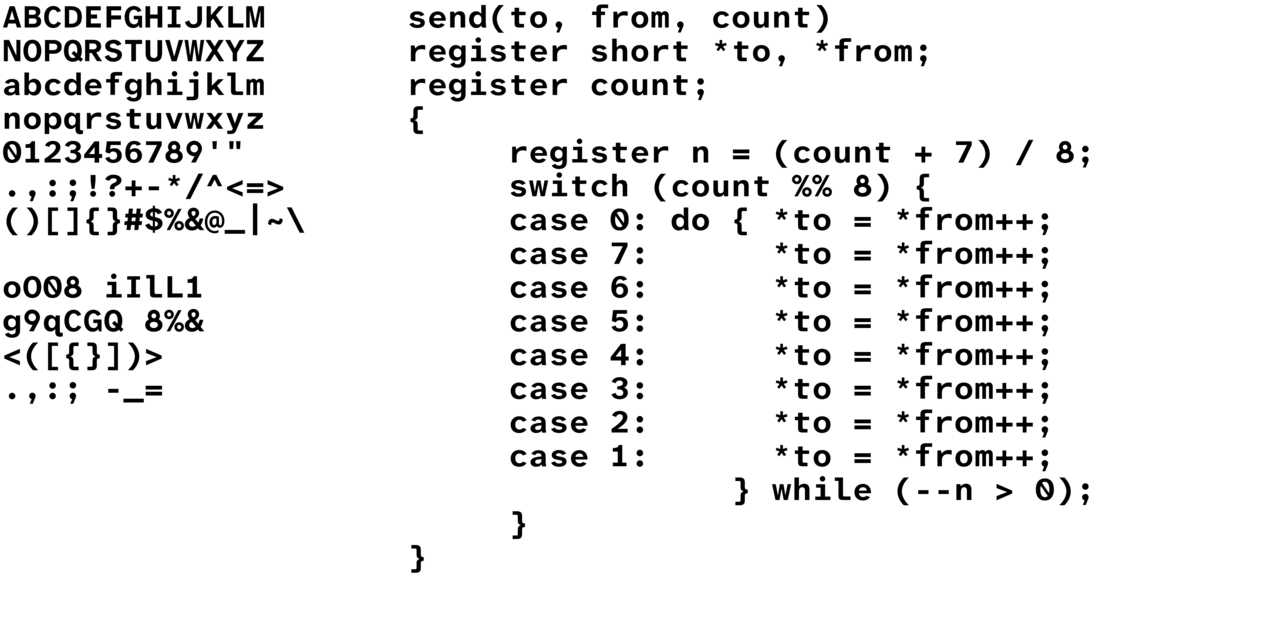 ABCDEFGHIJKLM
NOPQRSTUVWXYZ
abcdefghijklm
nopqrstuvwxyz
0123456789'"
.,:;!?+-*/^<=>
()[]{}#$%&@_|~\
oO08 iIlL1
g9qCGQ 8%&
<([{}])>
.,:; -_=
send(to, from, count)
register short *to, *from;
register count;
{
     register n = (count + 7) / 8;
     switch (count %% 8) {
     case 0: do { *to = *from++;
     case 7:      *to = *from++;
     case 6:      *to = *from++;
     case 5:      *to = *from++;
     case 4:      *to = *from++;
     case 3:      *to = *from++;
     case 2:      *to = *from++;
     case 1:      *to = *from++;
                } while (--n > 0);
     }
}